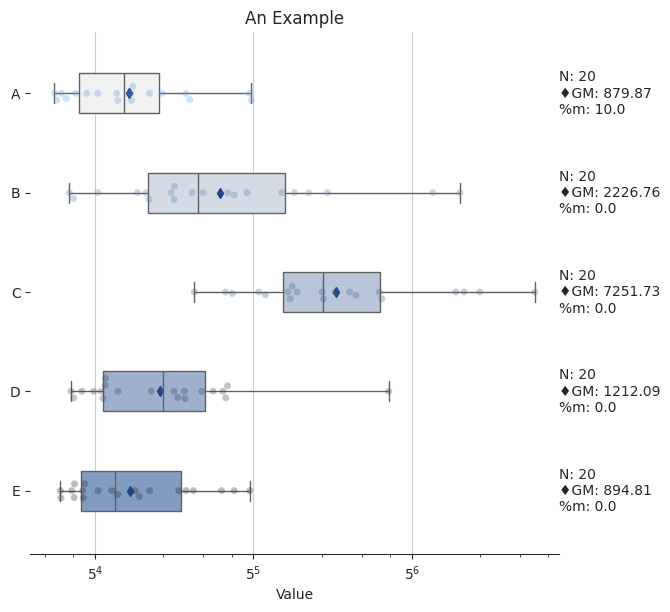 An Example
A
N: 20
♦GM: 879.87
%m: 10.0
B
N: 20
♦GM: 2226.76
%m: 0.0
C
N: 20
♦GM: 7251.73
%m: 0.0
D
N: 20
♦GM: 1212.09
%m: 0.0
E
N: 20
♦GM: 894.81
%m: 0.0
5⁴ 5⁵ 5⁶
Value